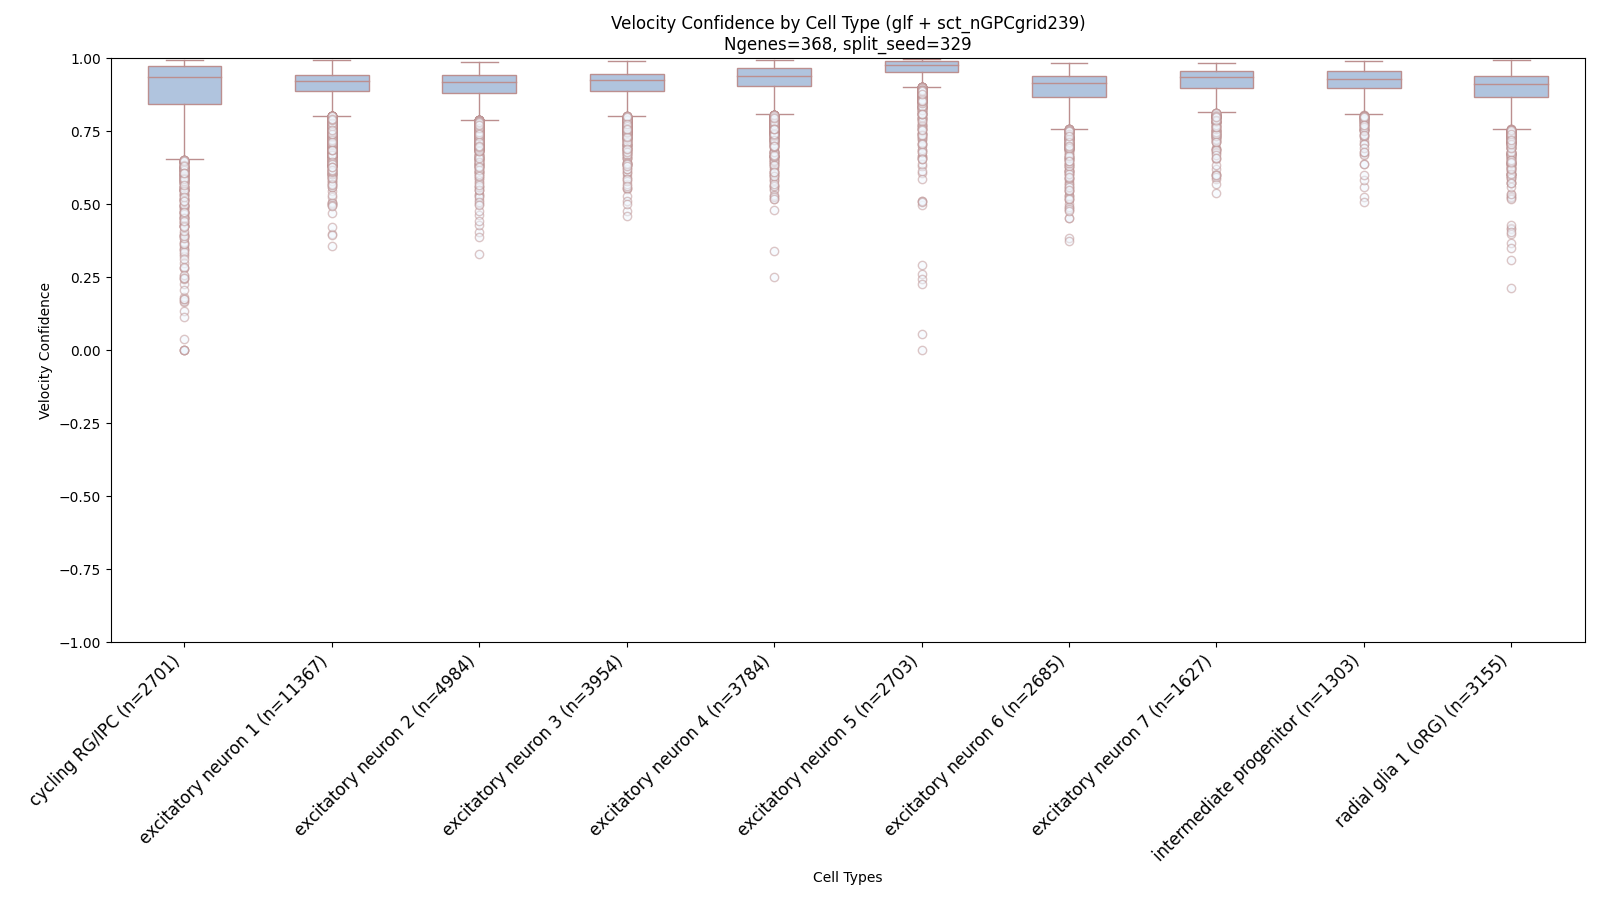 Velocity Confidence by Cell Type (glf + sct_nGPCgrid239)
Ngenes=368, split_seed=329
Velocity Confidence
1.00
0.75
0.50
0.25
0.00
−0.25
−0.50
−0.75
−1.00
cycling RG/IPC (n=2701)
excitatory neuron 1 (n=11367)
excitatory neuron 2 (n=4984)
excitatory neuron 3 (n=3954)
excitatory neuron 4 (n=3784)
excitatory neuron 5 (n=2703)
excitatory neuron 6 (n=2685)
excitatory neuron 7 (n=1627)
intermediate progenitor (n=1303)
radial glia 1 (oRG) (n=3155)
Cell Types